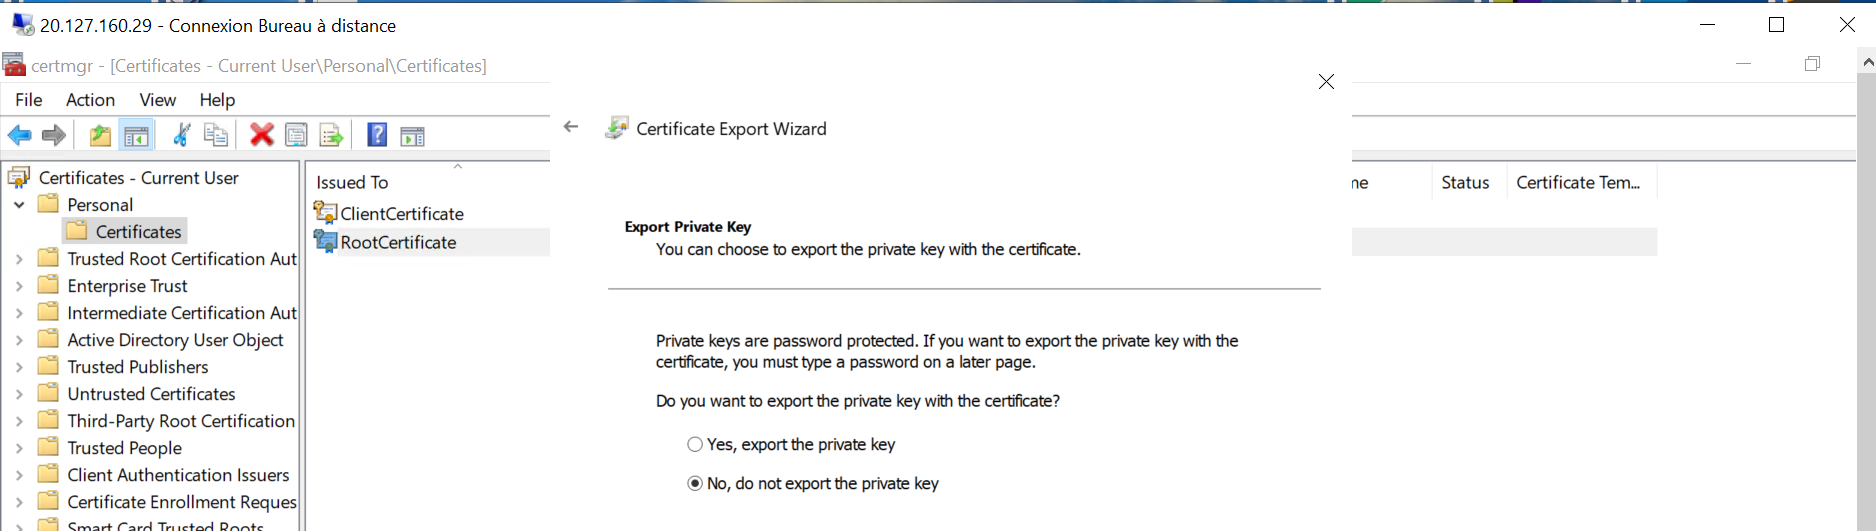 20.127.160.29 - Connexion Bureau à distance
certmgr - [Certificates - Current User\Personal\Certificates]
File Action View Help
Certificate Export Wizard
Certificates - Current User
Personal
Certificates
Trusted Root Certification Aut
Enterprise Trust
Intermediate Certification Aut
Active Directory User Object
Trusted Publishers
Untrusted Certificates
Third-Party Root Certification
Trusted People
Client Authentication Issuers
Certificate Enrollment Reques
Smart Card Trusted Roots
Issued To
ClientCertificate
RootCertificate
Export Private Key
You can choose to export the private key with the certificate.
Private keys are password protected. If you want to export the private key with the
certificate, you must type a password on a later page.
Do you want to export the private key with the certificate?
Yes, export the private key
No, do not export the private key
me Status Certificate Tem...